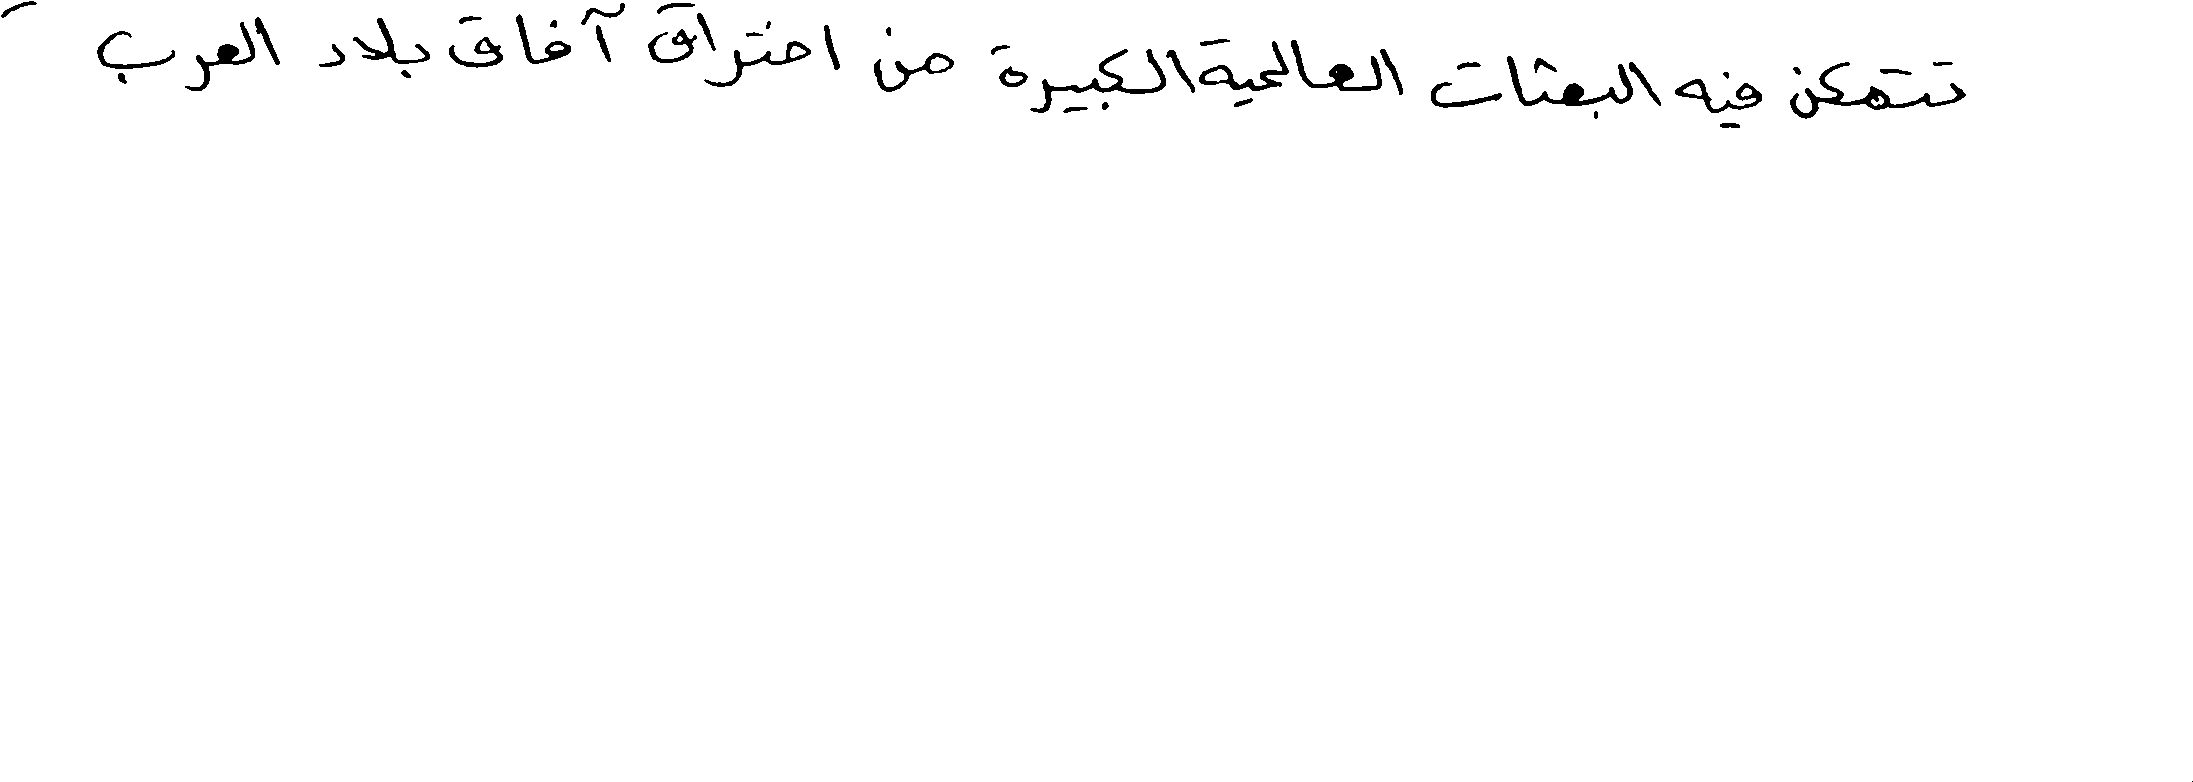 تتمكن فيه البعثات العالمية الكبيرة من اختراق آفاق بلاد العرب